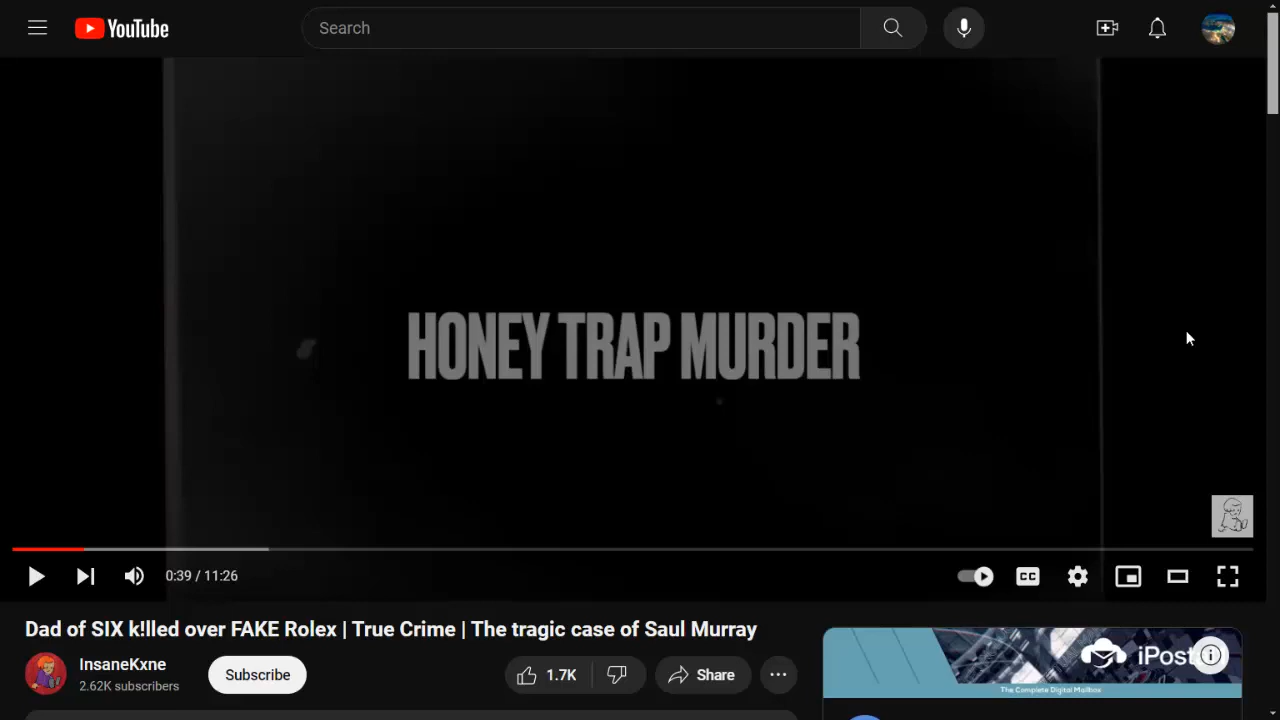 YouTube
Search
HONEY TRAP MURDER
0:39 / 11:26
CC
Dad of SIX k!lled over FAKE Rolex | True Crime | The tragic case of Saul Murray
InsaneKxne
2.62K subscribers
Subscribe
1.7K
Share
iPost
The Complete Digital Mailbox